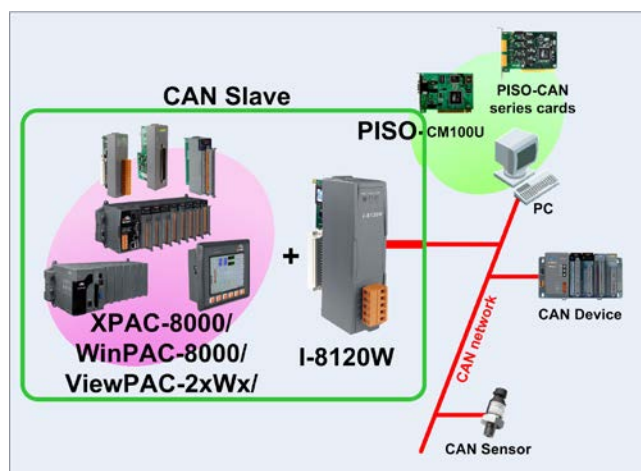 CAN Slave
PISO-CAN
series cards
PISO-CM100U
PC
I-8120W
+
XPAC-8000/
WinPAC-8000/
ViewPAC-2xWx/
I-8120W
CAN Device
CAN network
CAN Sensor